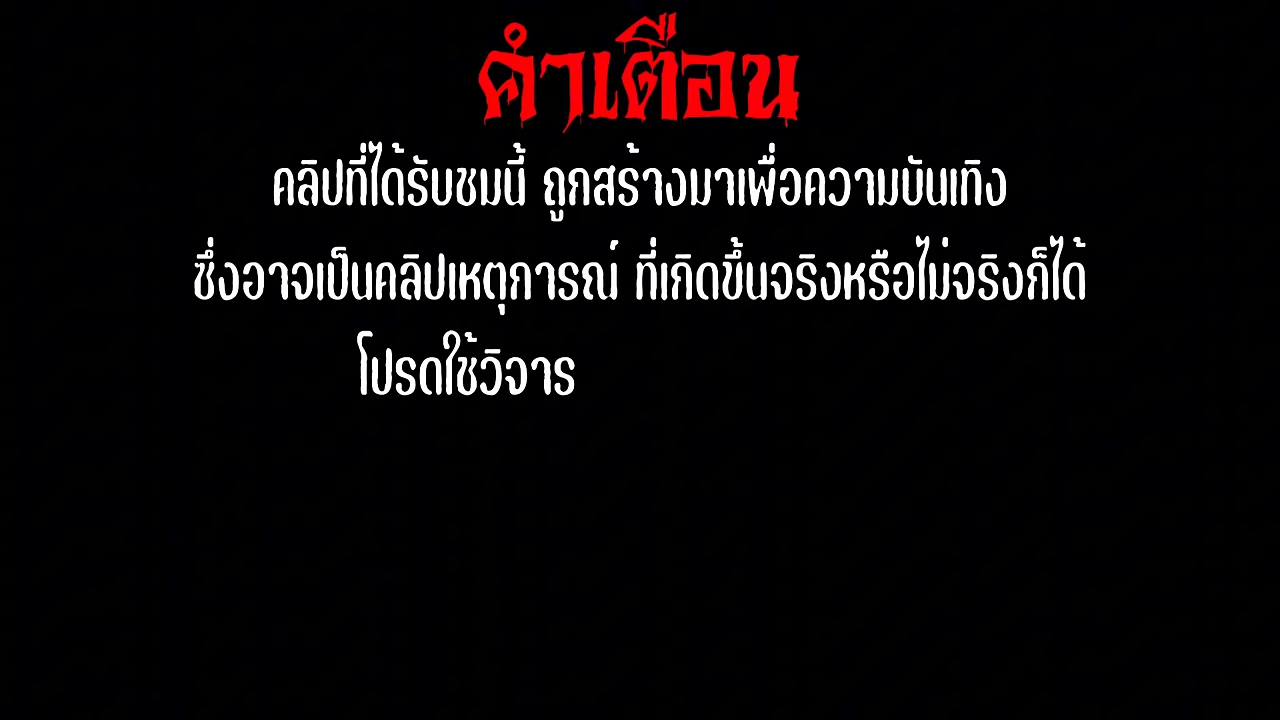 คำเตือน
คลิปที่ได้รับชมนี้ ถูกสร้างมาเพื่อความบันเทิง
ซึ่งอาจเป็นคลิปเหตุการณ์ ที่เกิดขึ้นจริงหรือไม่จริงก็ได้
โปรดใช้วิจาร